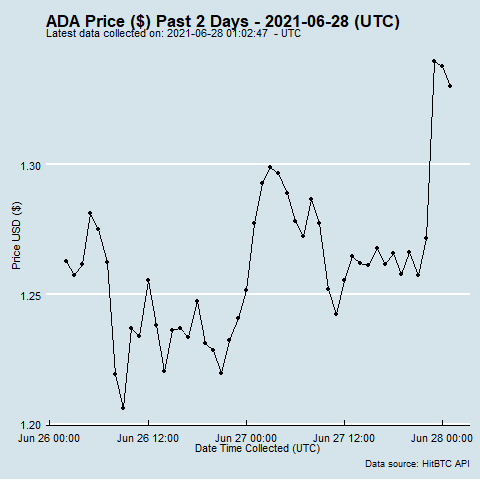 ADA Price ($) Past 2 Days - 2021-06-28 (UTC)
Latest data collected on: 2021-06-28 01:02:47 - UTC
Price USD ($)
1.30
1.25
1.20
Jun 26 00:00 Jun 26 12:00 Jun 27 00:00 Jun 27 12:00 Jun 28 00:00
Date Time Collected (UTC)
Data source: HitBTC API